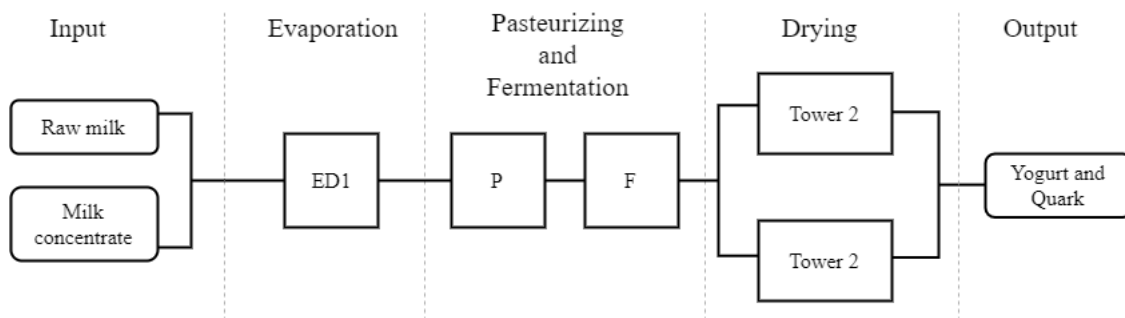 Input
Evaporation
Pasteurizing
and
Fermentation
Drying
Output
Raw milk
Milk
concentrate
ED1
P
F
Tower 2
Tower 2
Yogurt and
Quark